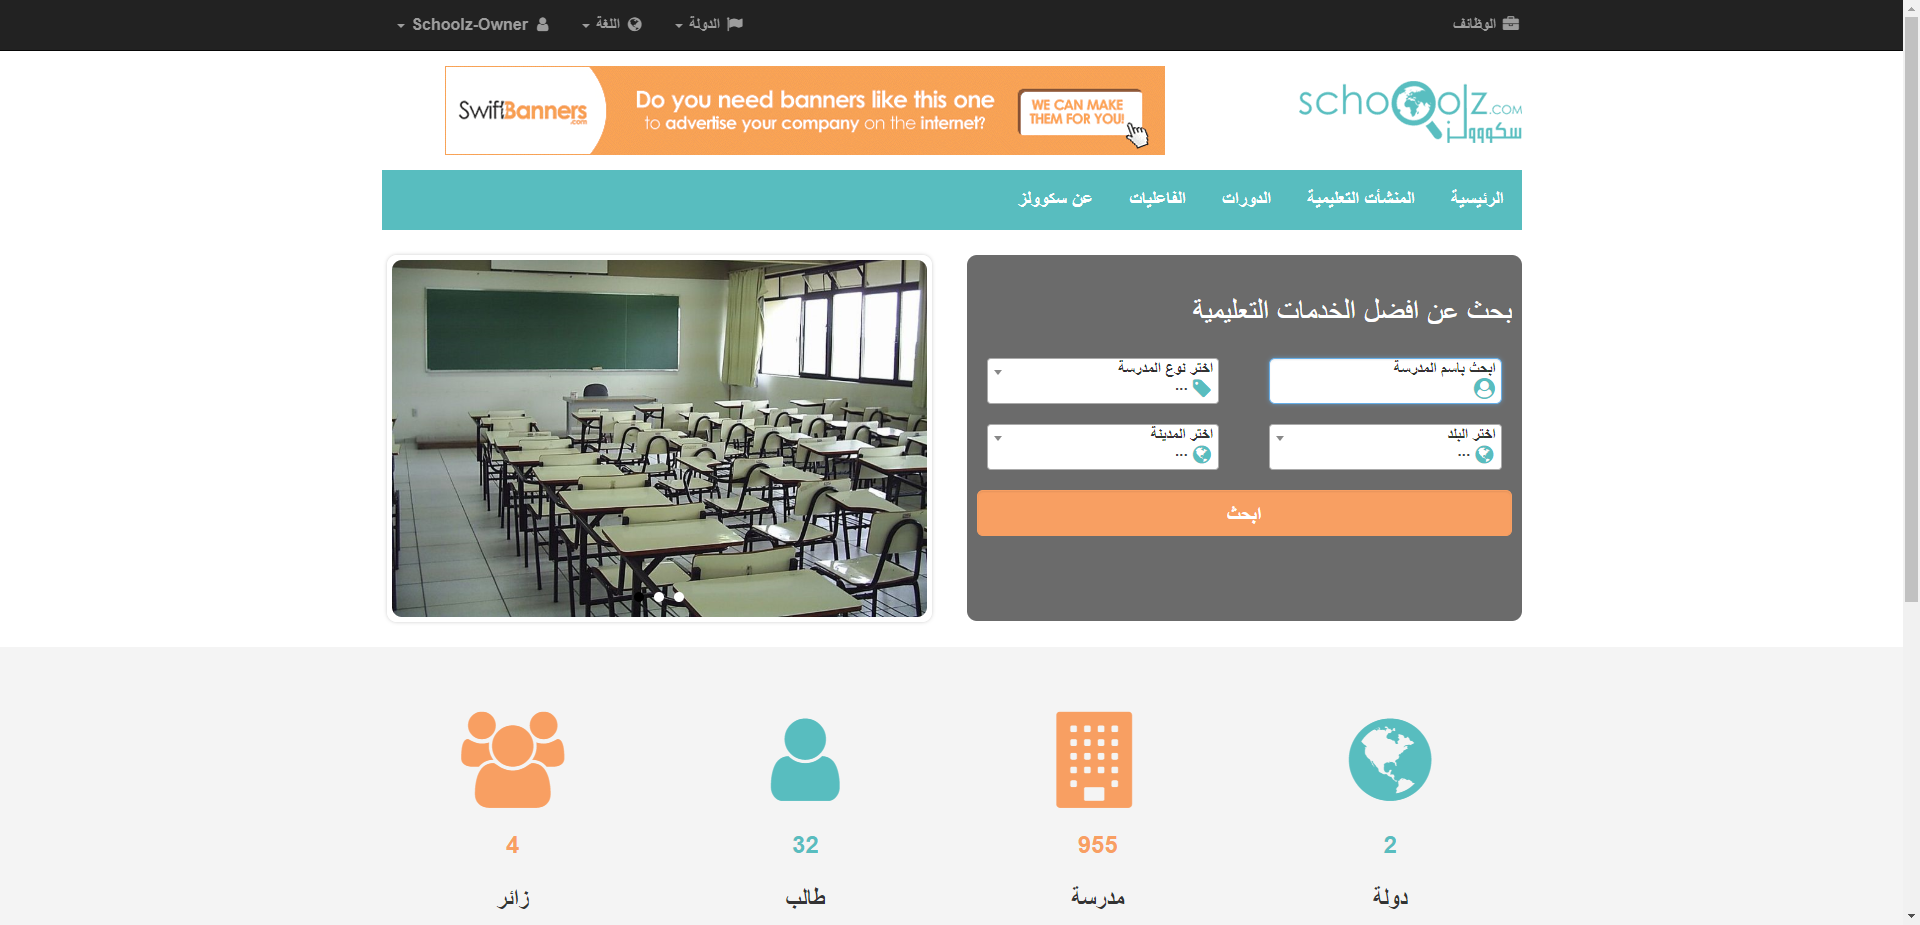 الوظائف
الدولة
اللغة
Schoolz-Owner
schoolz.com
سكووولز
SwiftBanners.com
Do you need banners like this one
to advertise your company on the internet?
WE CAN MAKE
THEM FOR YOU!
الرئيسية
المنشأت التعليمية
الدورات
الفاعليات
عن سكوولز
بحث عن افضل الخدمات التعليمية
ابحث باسم المدرسة
اختر نوع المدرسة
...
اختر البلد
...
اختر المدينة
...
ابحث
2
دولة
955
مدرسة
32
طالب
4
زائر